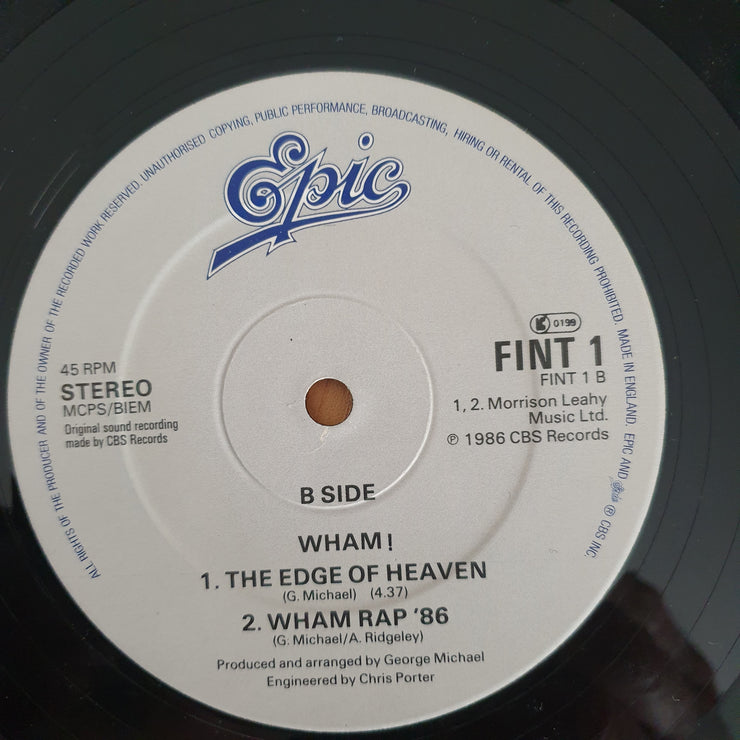 ALL RIGHTS OF THE PRODUCER AND OF THE OWNER OF THE RECORDED WORK RESERVED. UNAUTHORISED COPYING, PUBLIC PERFORMANCE, BROADCASTING, HIRING OR RENTAL OF THIS RECORDING PROHIBITED. MADE IN ENGLAND. EPIC AND Epic ® CBS INC.
Epic
45 RPM
STEREO
MCPS/BIEM
Original sound recording
made by CBS Records
K 0199
FINT 1
FINT 1 B
1, 2. Morrison Leahy
Music Ltd.
℗ 1986 CBS Records
B SIDE
WHAM!
1. THE EDGE OF HEAVEN
(G. Michael) (4.37)
2. WHAM RAP '86
(G. Michael/A. Ridgeley)
Produced and arranged by George Michael
Engineered by Chris Porter